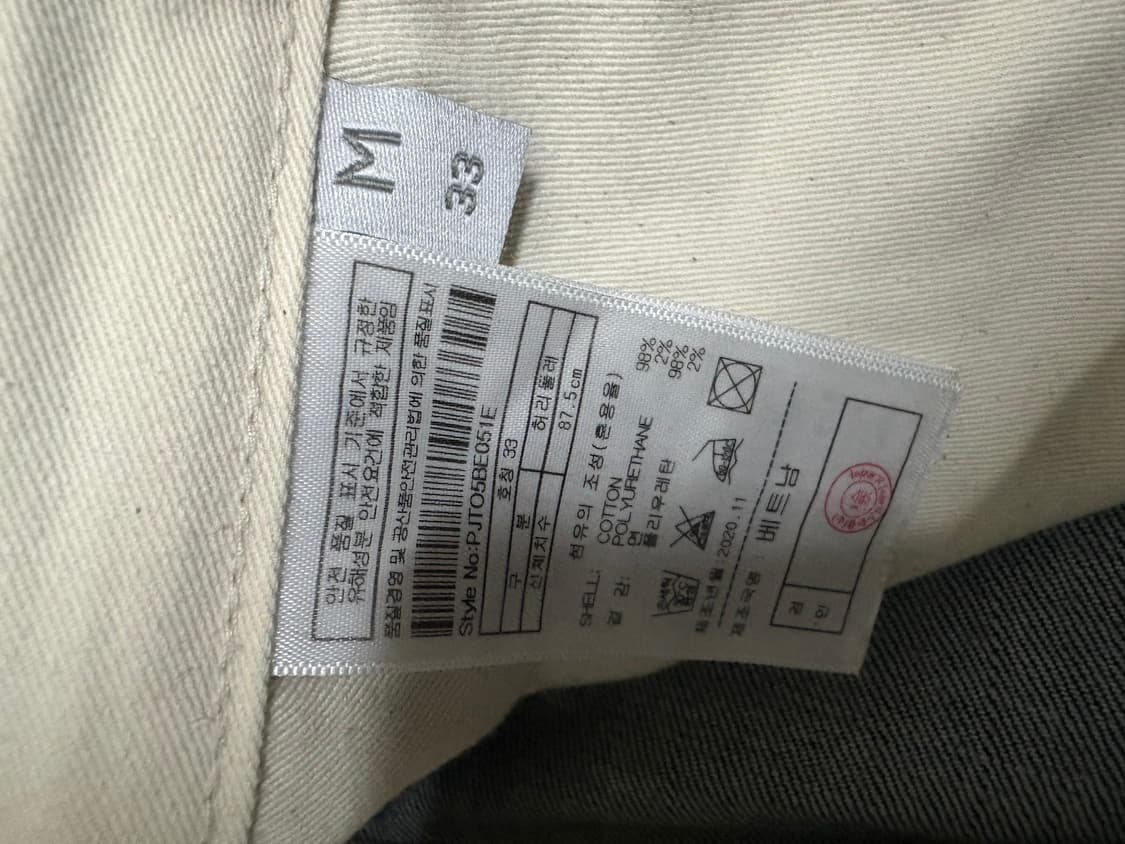 M
33
안전 품질 표시 기준에서 규정한
유해성분 안전요건에 적합한 제품임
품질경영 및 공산품안전관리법에 의한 품질표시
Style No:PJTO5BE051E
구 분 호칭 33
신체치수 허리둘레
87.5cm
섬유의 조성(혼용율)
SHELL: COTTON 98%
POLYURETHANE 2%
겉 감: 면 98%
폴리우레탄 2%
제조년월:2020.11
제조국명 : 베트남
검 인